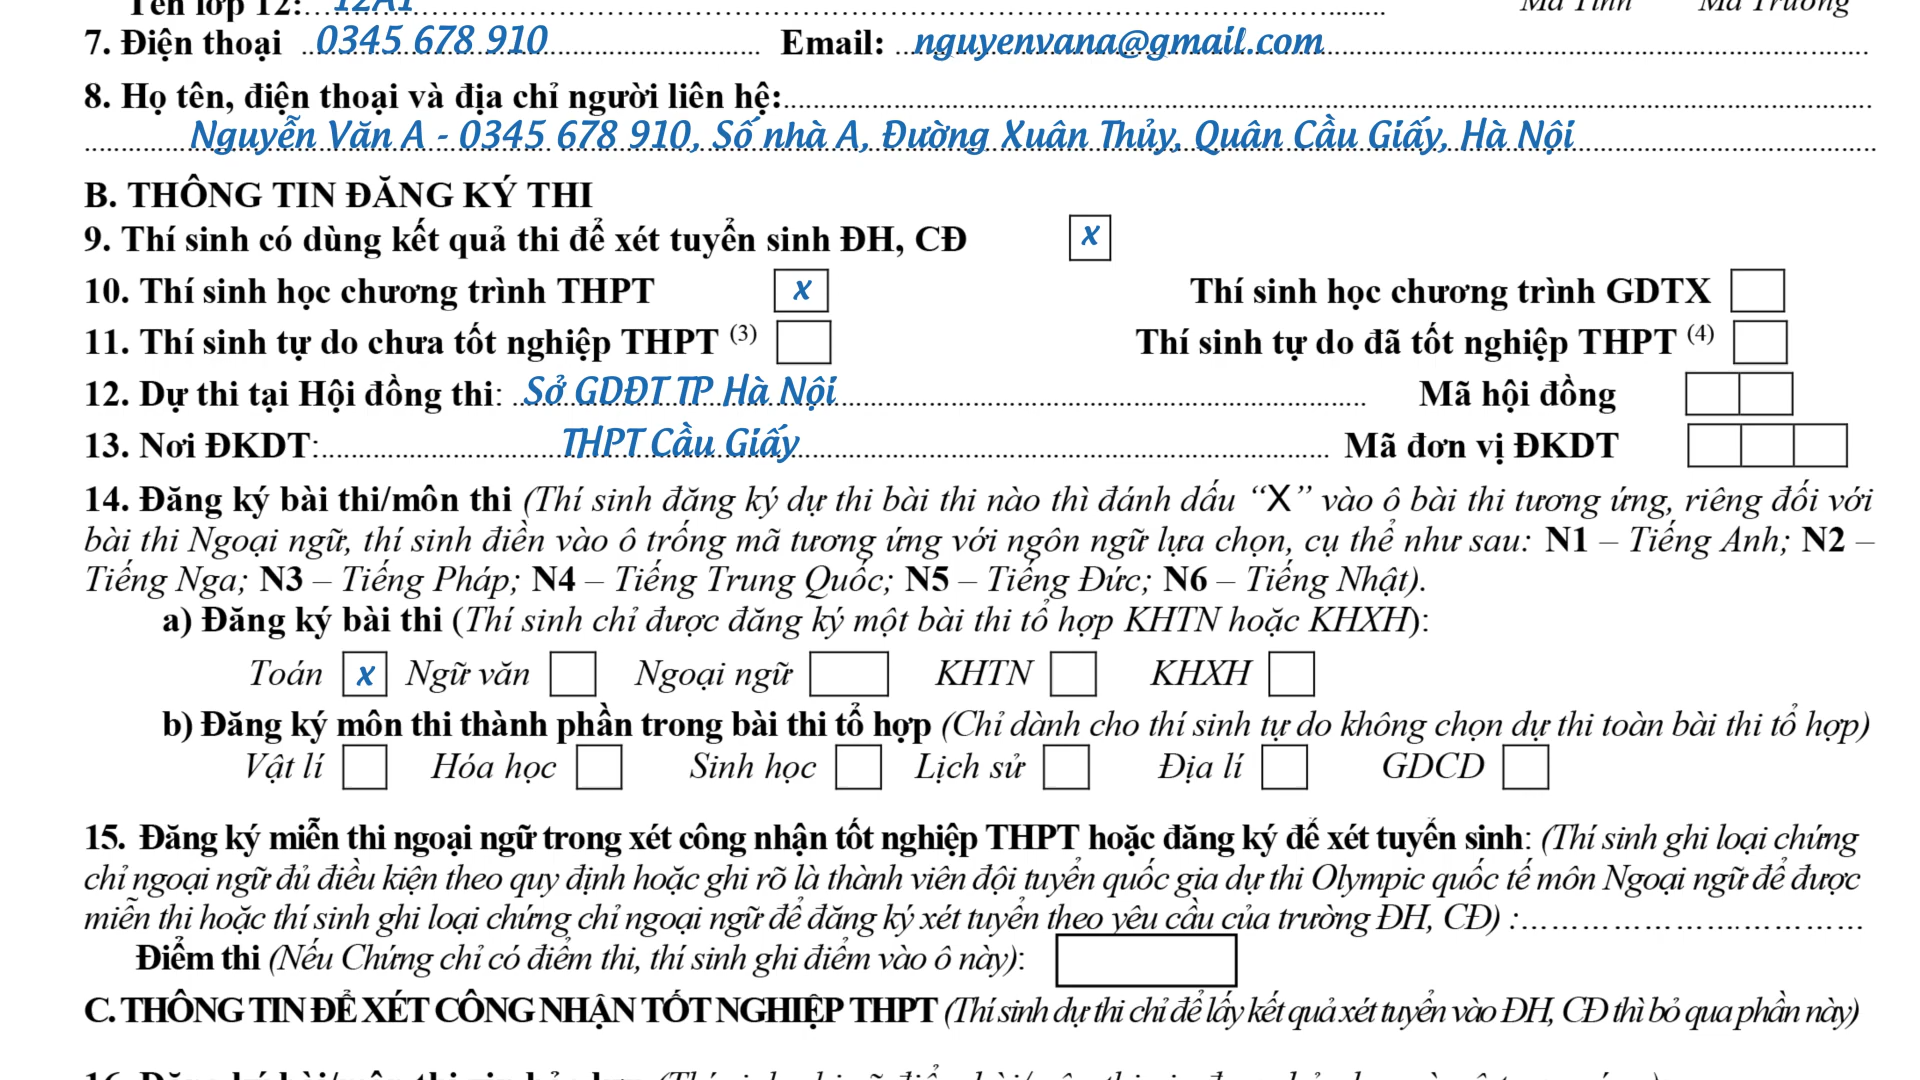 Tên lớp 12:....12A1.................... Mã Tỉnh Mã Trường
7. Điện thoại ..0345 678 910.......... Email: ..nguyenvana@gmail.com..........
8. Họ tên, điện thoại và địa chỉ người liên hệ:..........
..........Nguyễn Văn A - 0345 678 910, Số nhà A, Đường Xuân Thủy, Quân Cầu Giấy, Hà Nội..........
B. THÔNG TIN ĐĂNG KÝ THI
9. Thí sinh có dùng kết quả thi để xét tuyển sinh ĐH, CĐ x
10. Thí sinh học chương trình THPT x Thí sinh học chương trình GDTX
11. Thí sinh tự do chưa tốt nghiệp THPT (3) Thí sinh tự do đã tốt nghiệp THPT (4)
12. Dự thi tại Hội đồng thi: ..Sở GDĐT TP Hà Nội.......... Mã hội đồng
13. Nơi ĐKDT:..........THPT Cầu Giấy.......... Mã đơn vị ĐKDT
14. Đăng ký bài thi/môn thi (Thí sinh đăng ký dự thi bài thi nào thì đánh dấu “X” vào ô bài thi tương ứng, riêng đối với
bài thi Ngoại ngữ, thí sinh điền vào ô trống mã tương ứng với ngôn ngữ lựa chọn, cụ thể như sau: N1 – Tiếng Anh; N2 –
Tiếng Nga; N3 – Tiếng Pháp; N4 – Tiếng Trung Quốc; N5 – Tiếng Đức; N6 – Tiếng Nhật).
a) Đăng ký bài thi (Thí sinh chỉ được đăng ký một bài thi tổ hợp KHTN hoặc KHXH):
Toán x Ngữ văn Ngoại ngữ KHTN KHXH
b) Đăng ký môn thi thành phần trong bài thi tổ hợp (Chỉ dành cho thí sinh tự do không chọn dự thi toàn bài thi tổ hợp)
Vật lí Hóa học Sinh học Lịch sử Địa lí GDCD
15. Đăng ký miễn thi ngoại ngữ trong xét công nhận tốt nghiệp THPT hoặc đăng ký để xét tuyển sinh: (Thí sinh ghi loại chứng
chỉ ngoại ngữ đủ điều kiện theo quy định hoặc ghi rõ là thành viên đội tuyển quốc gia dự thi Olympic quốc tế môn Ngoại ngữ để được
miễn thi hoặc thí sinh ghi loại chứng chỉ ngoại ngữ để đăng ký xét tuyển theo yêu cầu của trường ĐH, CĐ) :..............................
Điểm thi (Nếu Chứng chỉ có điểm thi, thí sinh ghi điểm vào ô này):
C. THÔNG TIN ĐỂ XÉT CÔNG NHẬN TỐT NGHIỆP THPT (Thí sinh dự thi chỉ để lấy kết quả xét tuyển vào ĐH, CĐ thì bỏ qua phần này)